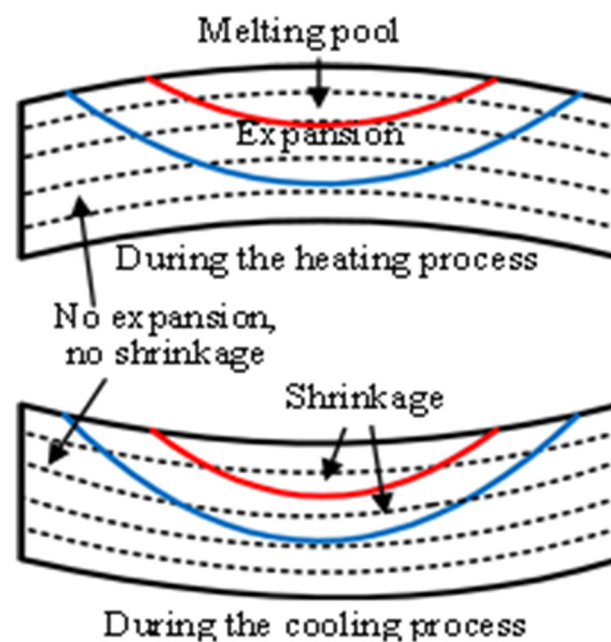 Melting pool
Expansion
During the heating process
No expansion,
no shrinkage
Shrinkage
During the cooling process